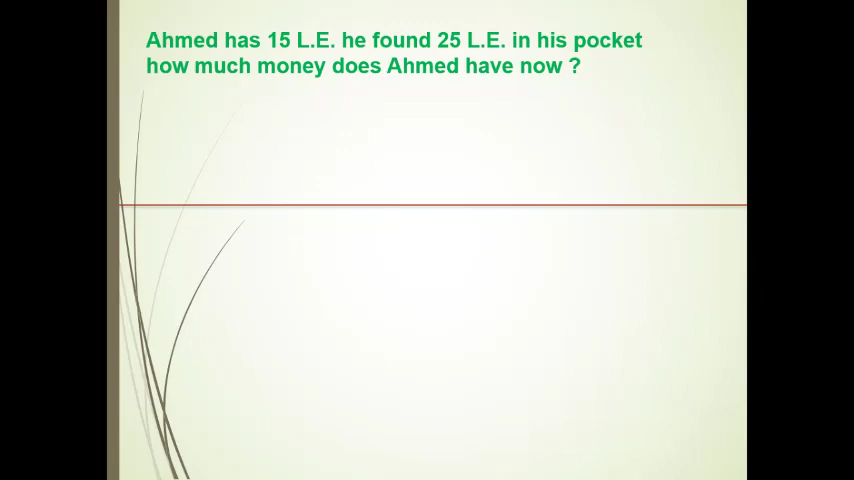 Ahmed has 15 L.E. he found 25 L.E. in his pocket
how much money does Ahmed have now ?